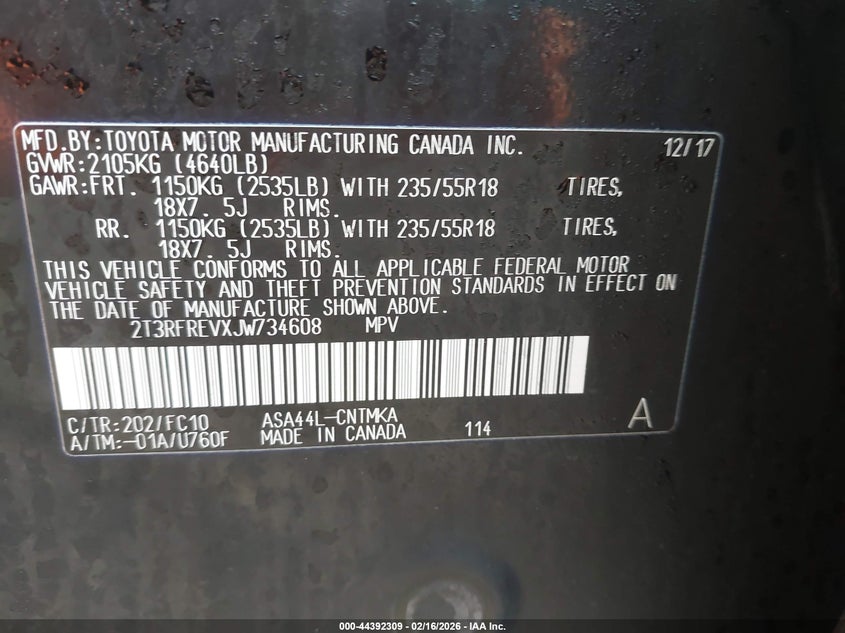 MFD.BY:TOYOTA MOTOR MANUFACTURING CANADA INC. 12/17
GVWR:2105KG (4640LB)
GAWR:FRT. 1150KG (2535LB) WITH 235/55R18 TIRES,
18X7. 5J RIMS.
RR. 1150KG (2535LB) WITH 235/55R18 TIRES,
18X7. 5J RIMS.
THIS VEHICLE CONFORMS TO ALL APPLICABLE FEDERAL MOTOR
VEHICLE SAFETY AND THEFT PREVENTION STANDARDS IN EFFECT ON
THE DATE OF MANUFACTURE SHOWN ABOVE.
2T3RFREVXJW734608 MPV
C/TR:202/FC10 ASA44L-CNTMKA A
A/TM:-01A/U760F MADE IN CANADA 114
000-44392309 - 02/16/2026 - IAA Inc.